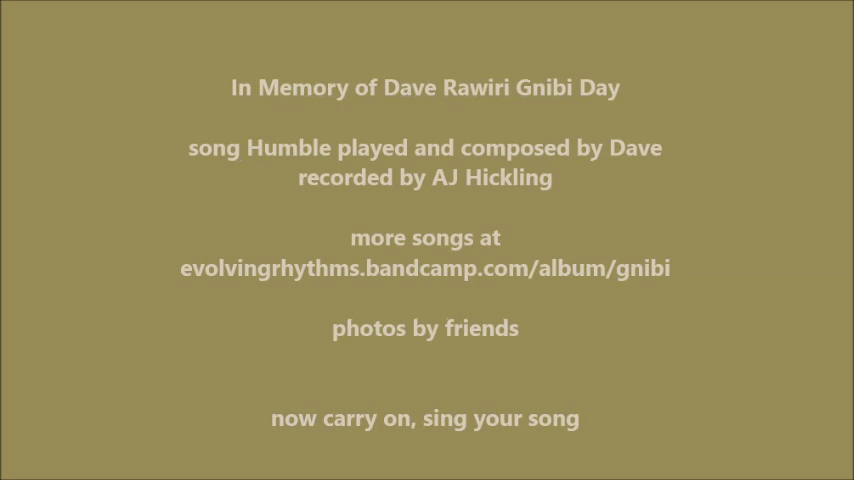 In Memory of Dave Rawiri Gnibi Day
song Humble played and composed by Dave
recorded by AJ Hickling
more songs at
evolvingrhythms.bandcamp.com/album/gnibi
photos by friends
now carry on, sing your song